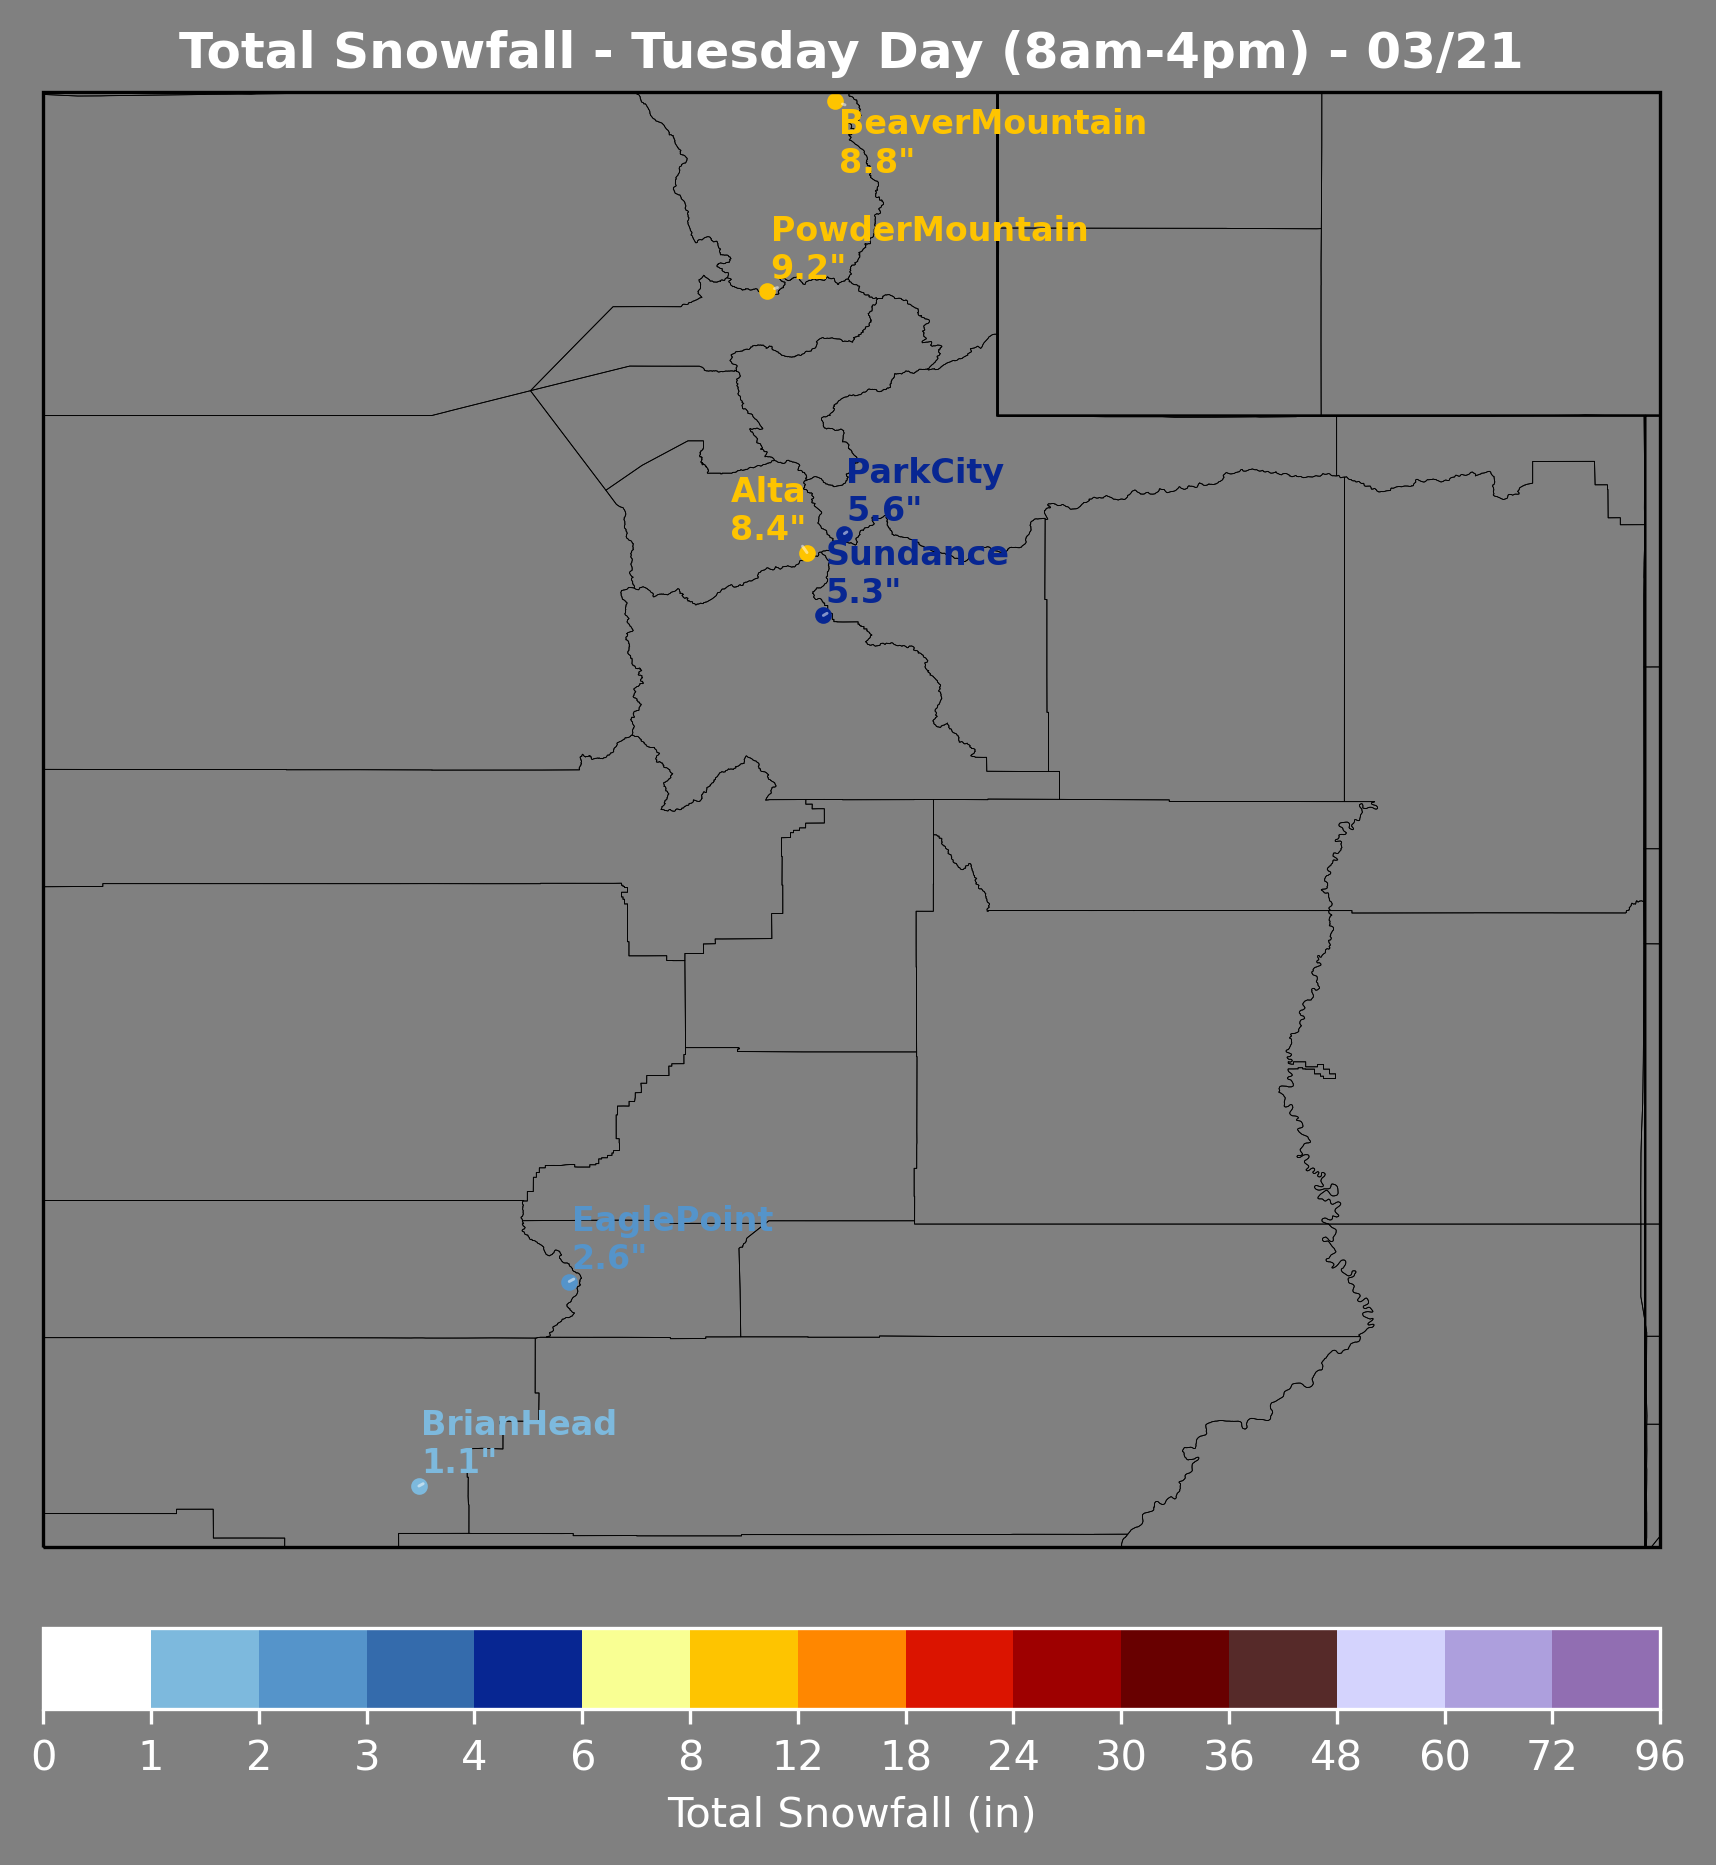 Total Snowfall - Tuesday Day (8am-4pm) - 03/21
BeaverMountain
8.8"
PowderMountain
9.2"
ParkCity
5.6"
Alta
8.4"
Sundance
5.3"
EaglePoint
2.6"
BrianHead
1.1"
0 1 2 3 4 6 8 12 18 24 30 36 48 60 72 96
Total Snowfall (in)